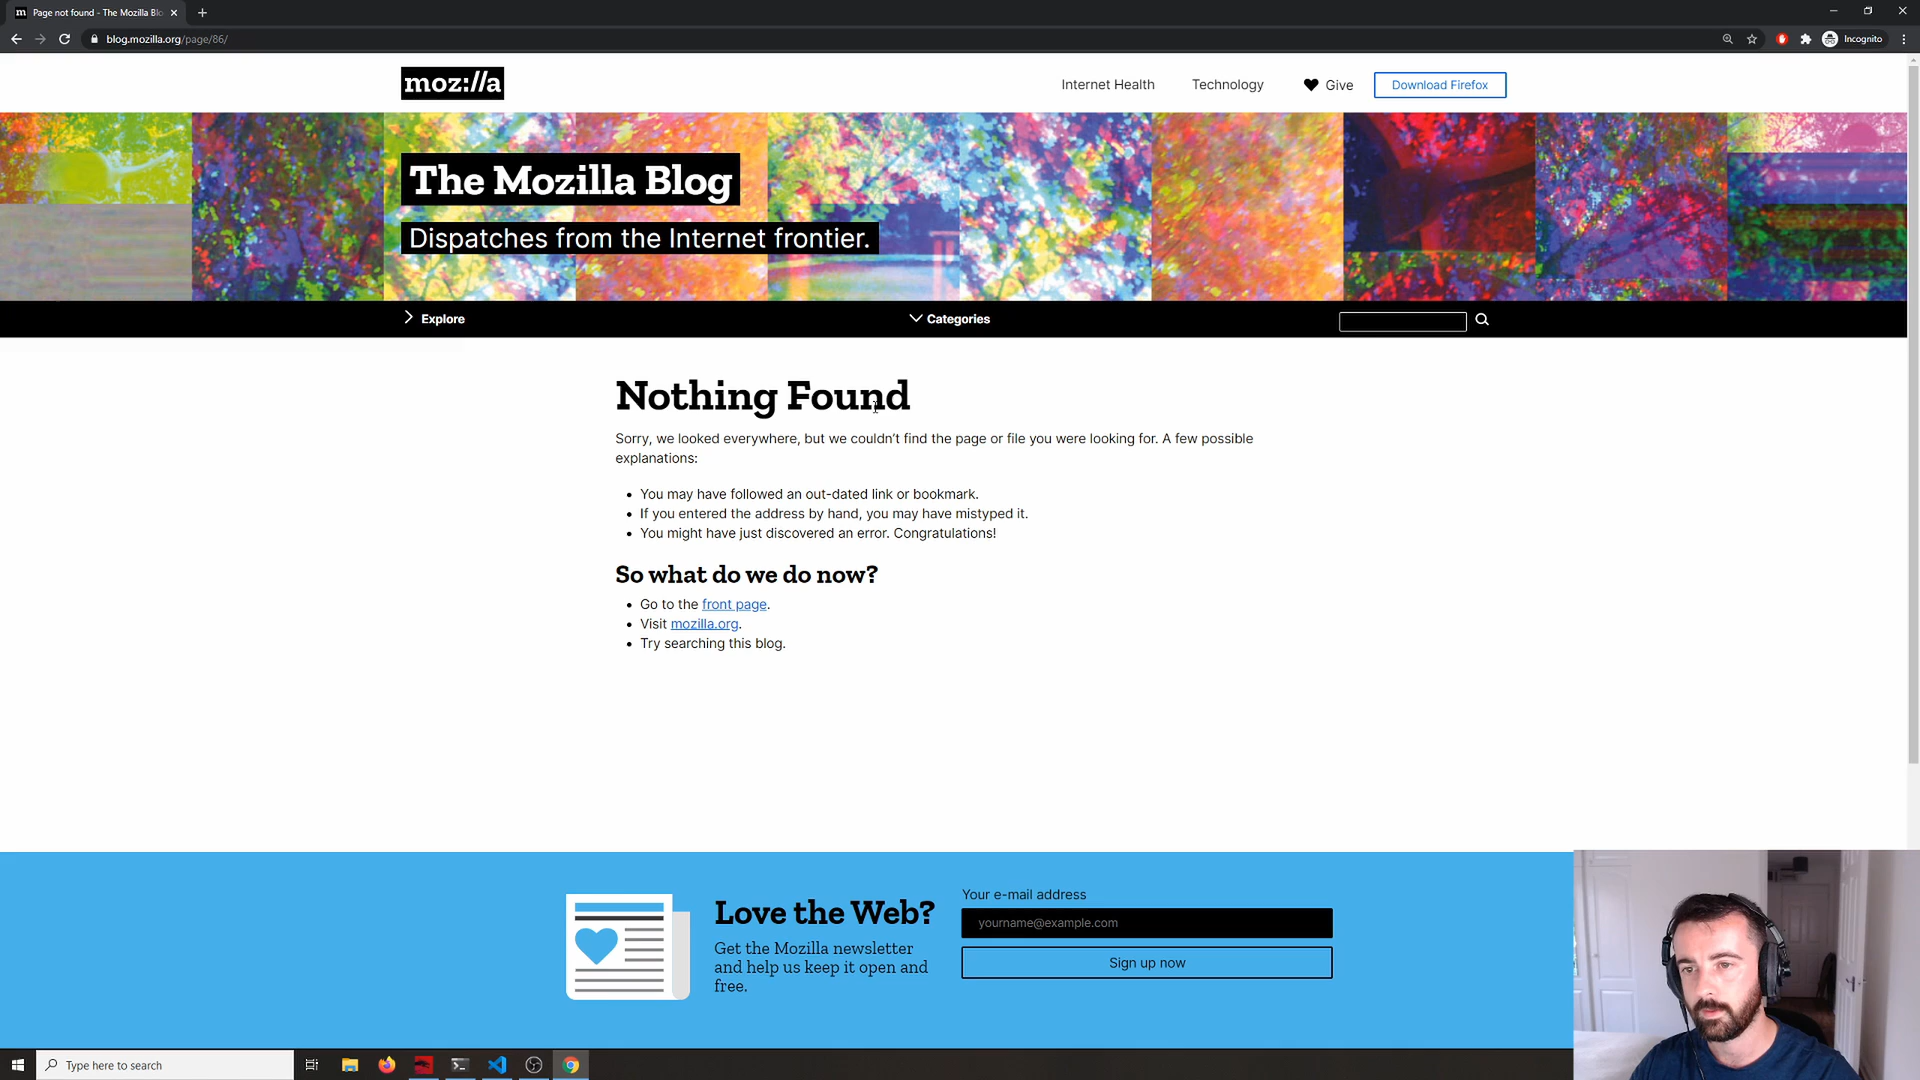 Page not found - The Mozilla Blo
blog.mozilla.org/page/86/
Incognito
moz://a
Internet Health
Technology
Give
Download Firefox
The Mozilla Blog
Dispatches from the Internet frontier.
Explore
Categories
Nothing Found
Sorry, we looked everywhere, but we couldn’t find the page or file you were looking for. A few possible
explanations:
You may have followed an out-dated link or bookmark.
If you entered the address by hand, you may have mistyped it.
You might have just discovered an error. Congratulations!
So what do we do now?
Go to the front page.
Visit mozilla.org.
Try searching this blog.
Love the Web?
Get the Mozilla newsletter
and help us keep it open and
free.
Your e-mail address
yourname@example.com
Sign up now
Type here to search